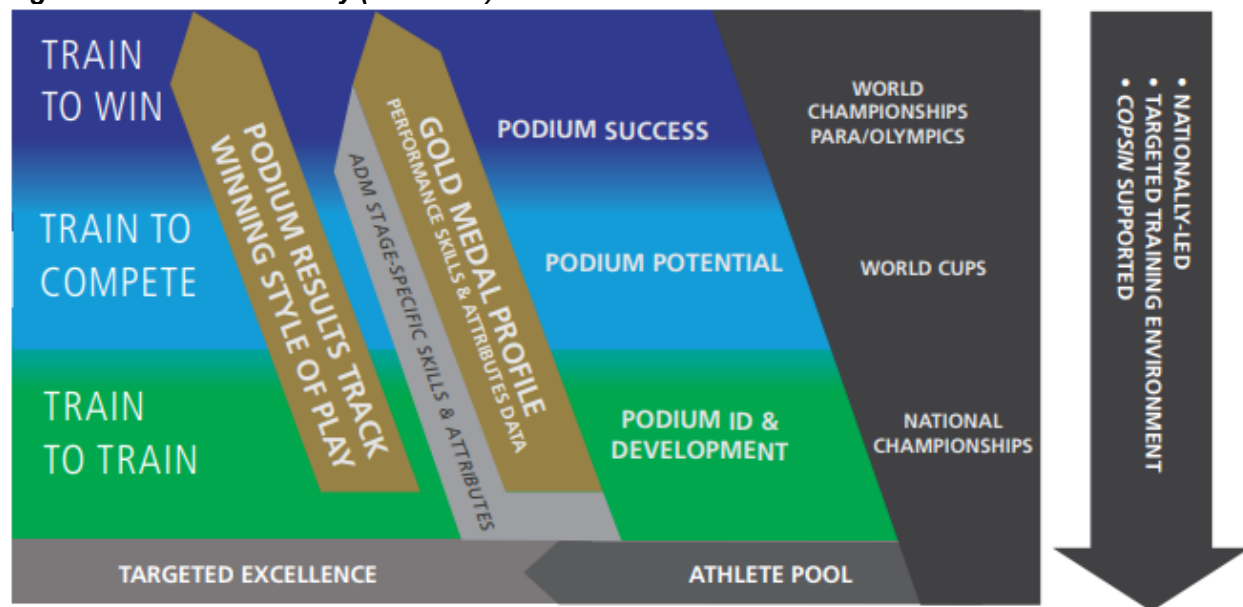 TRAIN
TO WIN
PODIUM RESULTS TRACK
WINNING STYLE OF PLAY
ADM STAGE-SPECIFIC SKILLS & ATTRIBUTES
GOLD MEDAL PROFILE
PERFORMANCE SKILLS & ATTRIBUTES DATA
PODIUM SUCCESS
WORLD
CHAMPIONSHIPS
PARA/OLYMPICS
TRAIN TO
COMPETE
PODIUM POTENTIAL
WORLD CUPS
TRAIN
TO TRAIN
PODIUM ID &
DEVELOPMENT
NATIONAL
CHAMPIONSHIPS
TARGETED EXCELLENCE
ATHLETE POOL
• NATIONALLY-LED
• TARGETED TRAINING ENVIRONMENT
• COPSIN SUPPORTED